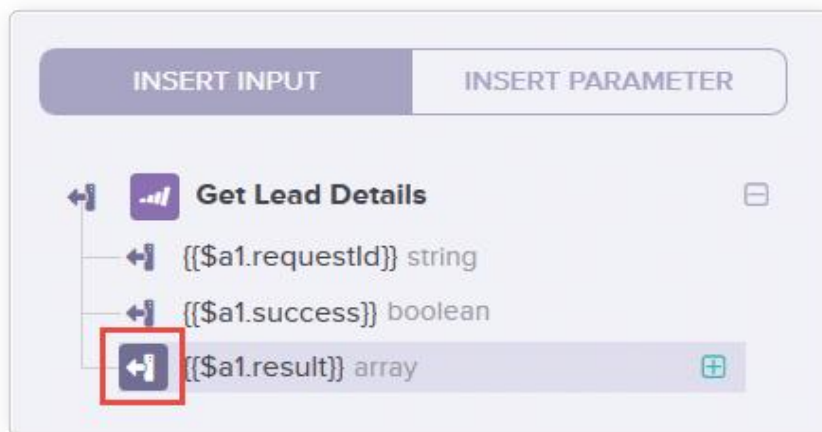 INSERT INPUT INSERT PARAMETER
Get Lead Details
{{$a1.requestId}} string
{{$a1.success}} boolean
{{$a1.result}} array